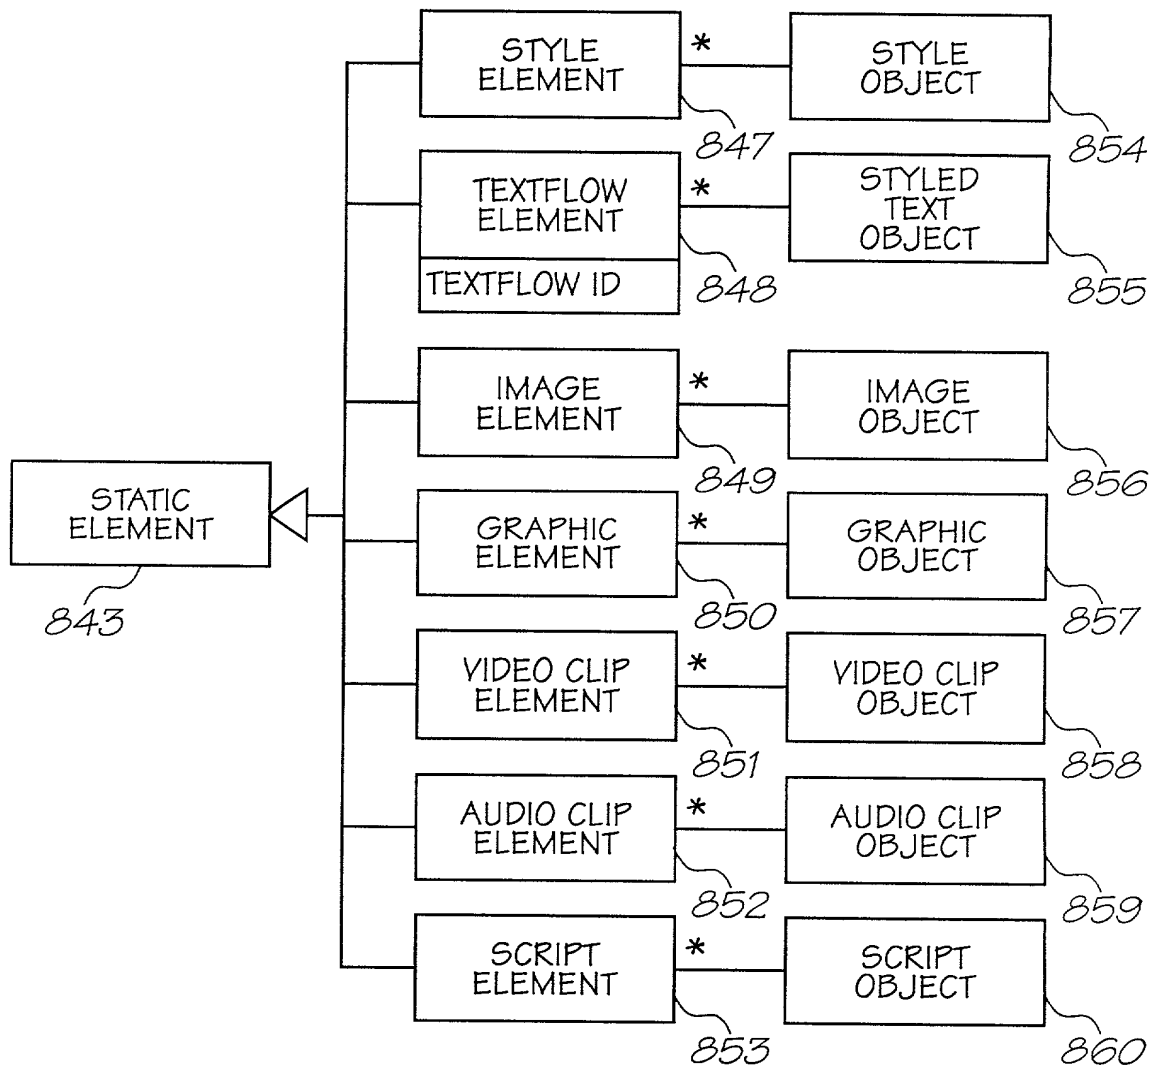 STYLE
ELEMENT
*
STYLE
OBJECT
847
854
TEXTFLOW
ELEMENT
*
STYLED
TEXT
OBJECT
TEXTFLOW ID
848
855
IMAGE
ELEMENT
*
IMAGE
OBJECT
849
856
STATIC
ELEMENT
843
GRAPHIC
ELEMENT
*
GRAPHIC
OBJECT
850
857
VIDEO CLIP
ELEMENT
*
VIDEO CLIP
OBJECT
851
858
AUDIO CLIP
ELEMENT
*
AUDIO CLIP
OBJECT
852
859
SCRIPT
ELEMENT
*
SCRIPT
OBJECT
853
860